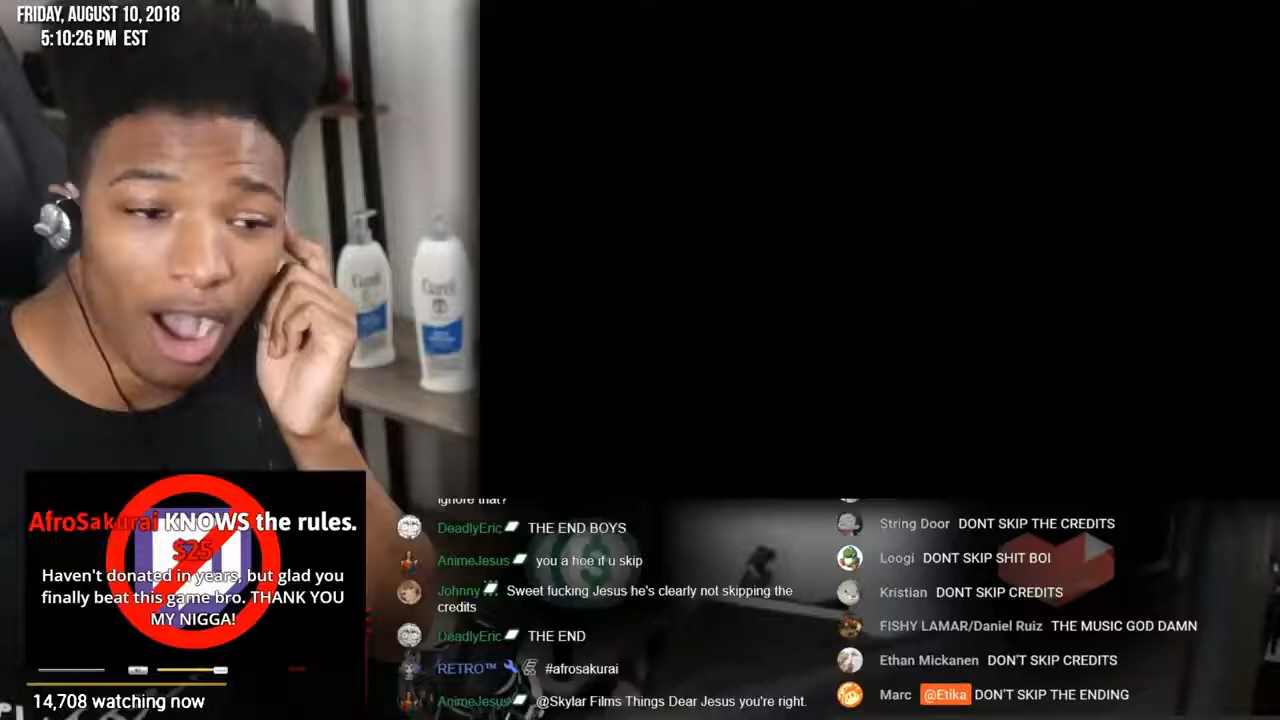 FRIDAY, AUGUST 10, 2018
5:10:26 PM EST
Curel
Curel
AfroSakurai KNOWS the rules.
$25
Haven't donated in years, but glad you
finally beat this game bro. THANK YOU
MY NIGGA!
14,708 watching now
ignore that?
DeadlyEric THE END BOYS
AnimeJesus you a hoe if u skip
Johnny Sweet fucking Jesus he's clearly not skipping the
credits
DeadlyEric THE END
RETRO™ #afrosakurai
AnimeJesus @Skylar Films Things Dear Jesus you're right.
String Door DONT SKIP THE CREDITS
Loogi DONT SKIP SHIT BOI
Kristian DONT SKIP CREDITS
FISHY LAMAR/Daniel Ruiz THE MUSIC GOD DAMN
Ethan Mickanen DON'T SKIP CREDITS
Marc @Etika DON'T SKIP THE ENDING